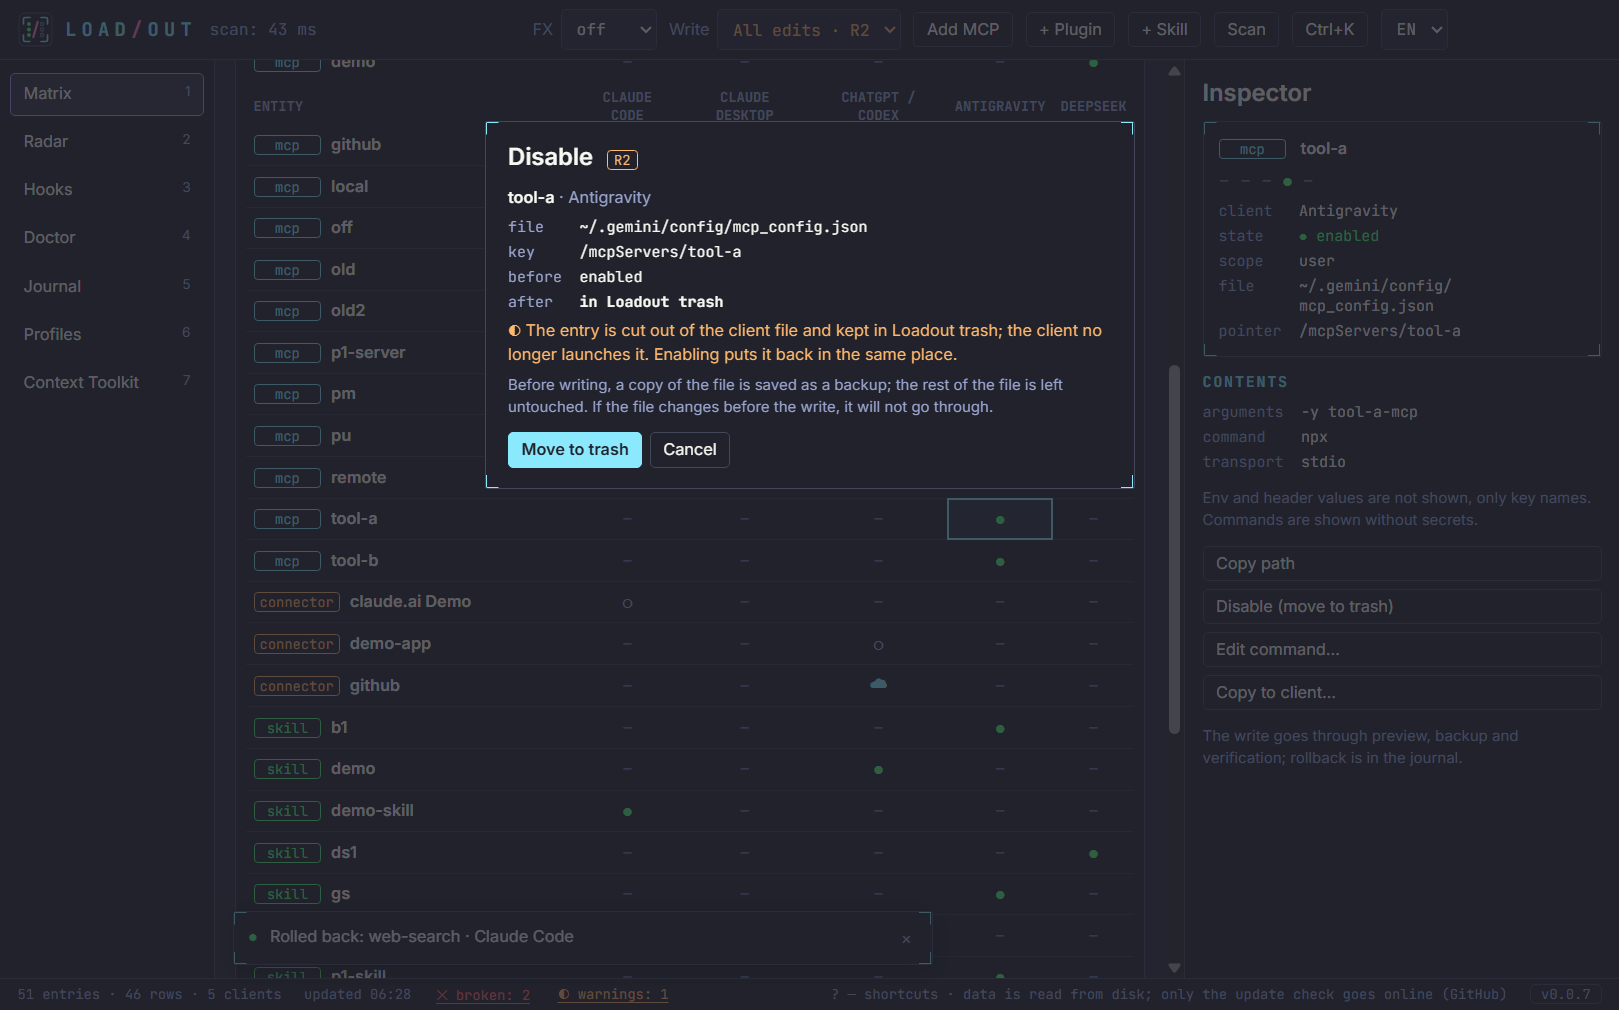 LOAD/OUT scan: 43 ms FX off Write All edits · R2 Add MCP + Plugin + Skill Scan Ctrl+K EN
Matrix 1
Radar 2
Hooks 3
Doctor 4
Journal 5
Profiles 6
Context Toolkit 7
mcp demo — — — —
ENTITY CLAUDE CODE CLAUDE DESKTOP CHATGPT / CODEX ANTIGRAVITY DEEPSEEK
mcp github
mcp local
mcp off
mcp old
mcp old2
mcp p1-server
mcp pm
mcp pu
mcp remote
mcp tool-a — — — —
mcp tool-b — — — —
connector claude.ai Demo — — — —
connector demo-app — — — —
connector github — — — —
skill b1 — — — —
skill demo — — — —
skill demo-skill — — — —
skill ds1 — — — —
skill gs — — — —
— —
skill p1-skill — — — —
Disable R2
tool-a · Antigravity
file ~/.gemini/config/mcp_config.json
key /mcpServers/tool-a
before enabled
after in Loadout trash
The entry is cut out of the client file and kept in Loadout trash; the client no
longer launches it. Enabling puts it back in the same place.
Before writing, a copy of the file is saved as a backup; the rest of the file is left
untouched. If the file changes before the write, it will not go through.
Move to trash Cancel
Rolled back: web-search · Claude Code ×
Inspector
mcp tool-a
— — — —
client Antigravity
state enabled
scope user
file ~/.gemini/config/
mcp_config.json
pointer /mcpServers/tool-a
CONTENTS
arguments -y tool-a-mcp
command npx
transport stdio
Env and header values are not shown, only key names.
Commands are shown without secrets.
Copy path
Disable (move to trash)
Edit command...
Copy to client...
The write goes through preview, backup and
verification; rollback is in the journal.
51 entries · 46 rows · 5 clients updated 06:28 × broken: 2 warnings: 1 ? — shortcuts · data is read from disk; only the update check goes online (GitHub) v0.0.7